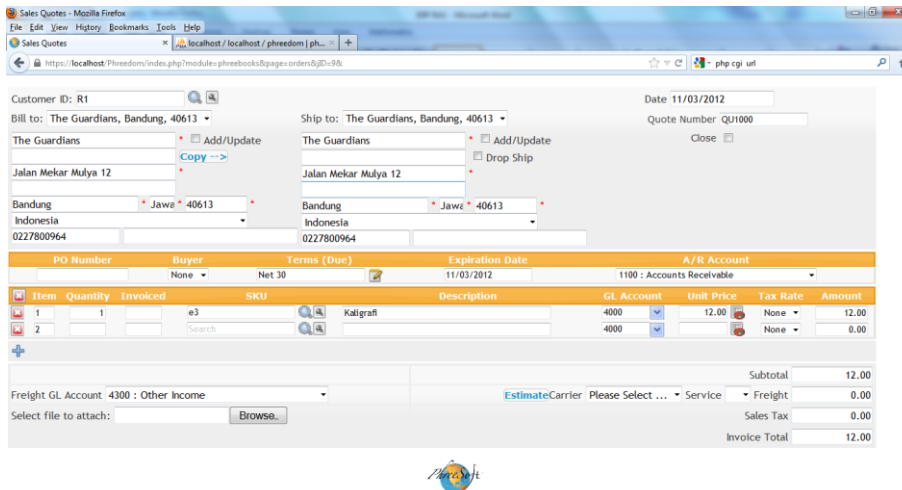 Sales Quotes - Mozilla Firefox
File Edit View History Bookmarks Tools Help
Sales Quotes × localhost / localhost / phreedom | ph... × +
https://localhost/Phreedom/index.php?module=phreebooks&page=orders&jID=9& php cgi url
Customer ID: R1 Date 11/03/2012
Bill to: The Guardians, Bandung, 40613 Ship to: The Guardians, Bandung, 40613 Quote Number QU1000
The Guardians * Add/Update The Guardians * Add/Update Close
Copy --> Drop Ship
Jalan Mekar Mulya 12 * Jalan Mekar Mulya 12 *
Bandung * Jawa * 40613 * Bandung * Jawa * 40613 *
Indonesia Indonesia
0227800964 0227800964
PO Number Buyer Terms (Due) Expiration Date A/R Account
None Net 30 11/03/2012 1100 : Accounts Receivable
Item Quantity Invoiced SKU Description GL Account Unit Price Tax Rate Amount
1 1 e3 Kaligrafi 4000 12.00 None 12.00
2 Search 4000 None 0.00
Subtotal 12.00
Freight GL Account 4300 : Other Income Estimate Carrier Please Select ... Service Freight 0.00
Select file to attach: Browse.. Sales Tax 0.00
Invoice Total 12.00
PhreeSoft